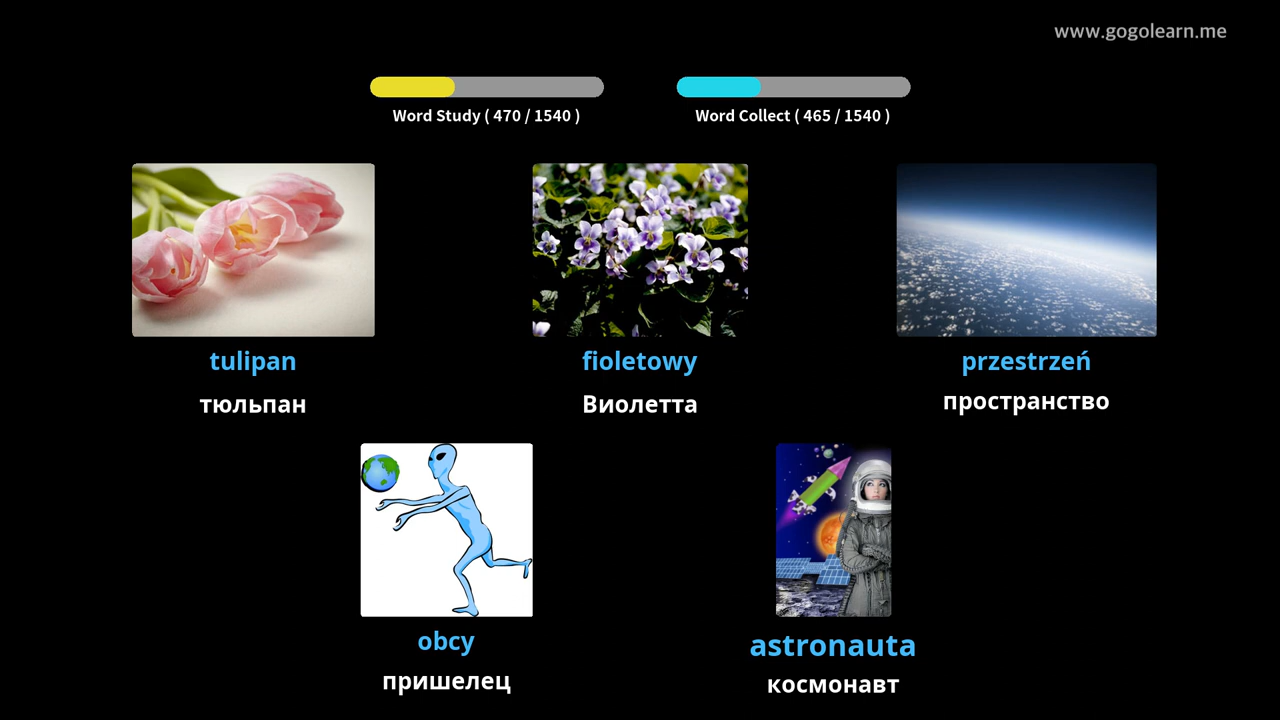 www.gogolearn.me
Word Study ( 470 / 1540 )
Word Collect ( 465 / 1540 )
tulipan
fioletowy
przestrzeń
тюльпан
Виолетта
пространство
obcy
astronauta
пришелец
космонавт